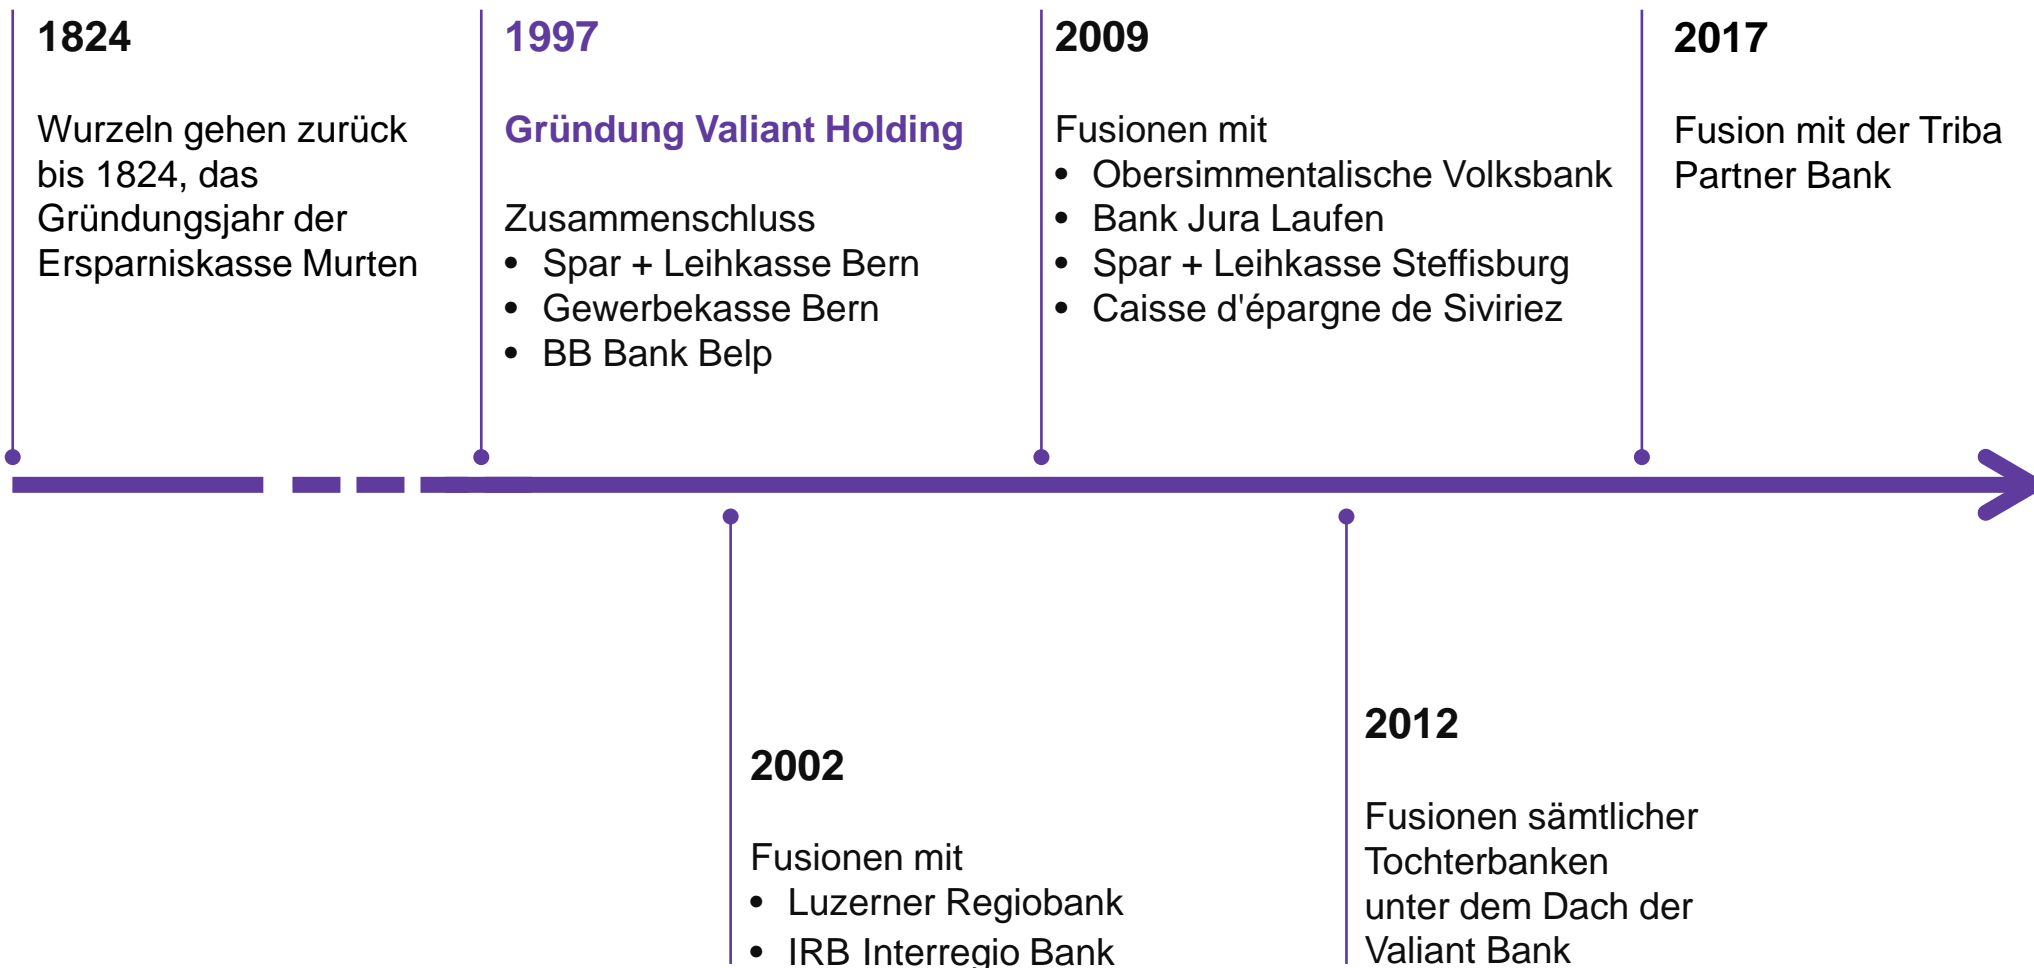 1824
Wurzeln gehen zurück
bis 1824, das
Gründungsjahr der
Ersparniskasse Murten
1997
Gründung Valiant Holding
Zusammenschluss
• Spar + Leihkasse Bern
• Gewerbekasse Bern
• BB Bank Belp
2009
Fusionen mit
• Obersimmentalische Volksbank
• Bank Jura Laufen
• Spar + Leihkasse Steffisburg
• Caisse d'épargne de Siviriez
2017
Fusion mit der Triba
Partner Bank
2002
Fusionen mit
• Luzerner Regiobank
• IRB Interregio Bank
2012
Fusionen sämtlicher
Tochterbanken
unter dem Dach der
Valiant Bank